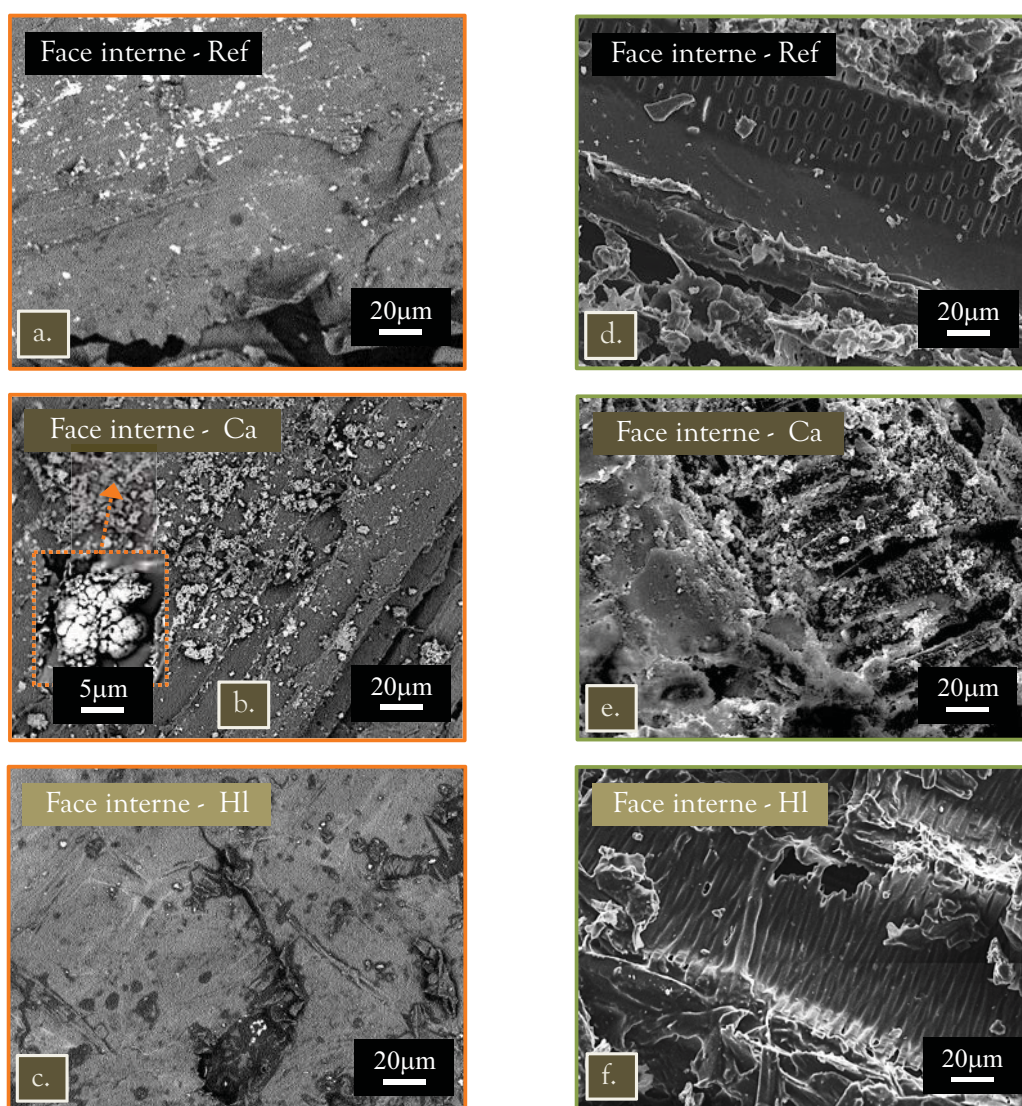 Face interne - Ref
20µm
a.
Face interne - Ref
20µm
d.
Face interne - Ca
5µm
b.
20µm
Face interne - Ca
20µm
e.
Face interne - Hl
20µm
c.
Face interne - Hl
20µm
f.